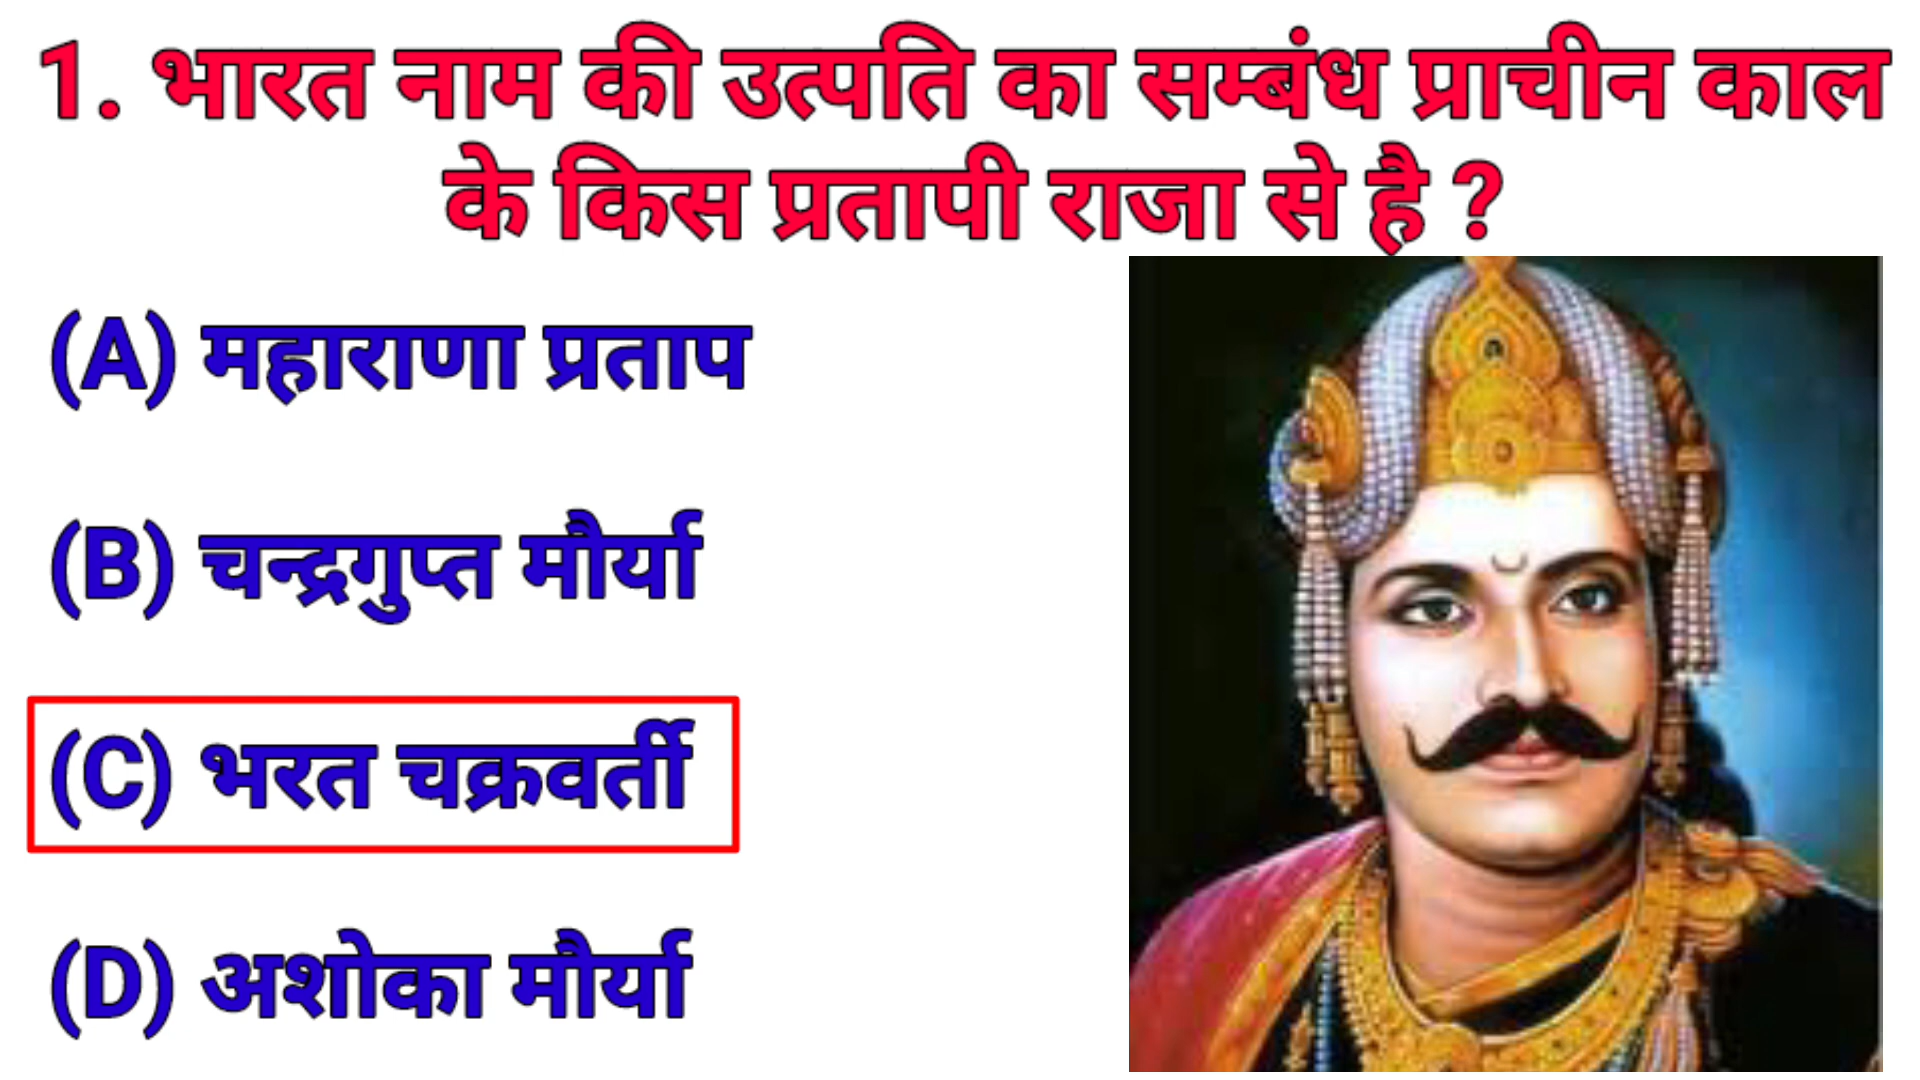 1. भारत नाम की उत्पति का सम्बंध प्राचीन काल
के किस प्रतापी राजा से है ?
(A) महाराणा प्रताप
(B) चन्द्रगुप्त मौर्या
(C) भरत चक्रवर्ती
(D) अशोका मौर्या